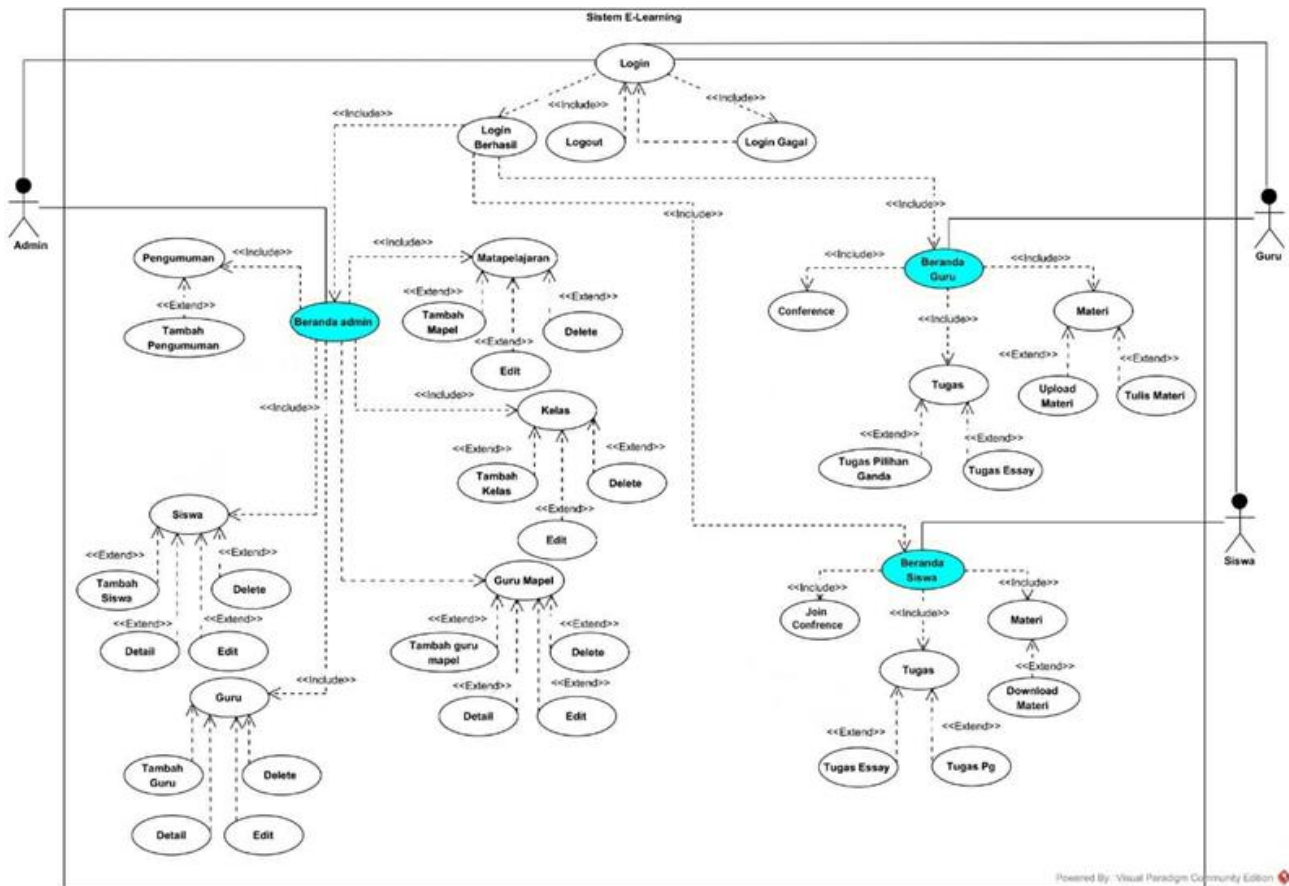 Sistem E-Learning
Login
<<Include>>
<<Include>>
<<Include>>
Login
Berhasil
Logout
Login Gagal
Admin
Guru
<<Include>>
<<Include>>
Pengumuman
<<Include>>
<<Include>>
Matapelajaran
<<Extend>>
Tambah
Pengumuman
Beranda admin
<<Extend>>
<<Extend>>
Tambah
Mapel
Delete
<<Extend>>
Edit
<<Include>>
Beranda
Guru
<<Include>>
Conference
<<Include>>
Materi
<<Extend>>
<<Extend>>
Tugas
Upload
Materi
Tulis Materi
<<Extend>>
<<Extend>>
Tugas Pilihan
Ganda
Tugas Essay
<<Include>>
<<Include>>
Kelas
<<Extend>>
<<Extend>>
Tambah
Kelas
Delete
<<Extend>>
Edit
Siswa
<<Extend>>
<<Extend>>
Tambah
Siswa
Delete
<<Extend>>
<<Extend>>
Detail
Edit
<<Include>>
Guru Mapel
<<Extend>>
<<Extend>>
Tambah guru
mapel
Delete
<<Extend>>
<<Extend>>
Detail
Edit
Guru
Tambah
Guru
Delete
Detail
Edit
Siswa
Beranda
Siswa
<<Include>>
<<Include>>
Join
Confrence
<<Include>>
Materi
Tugas
<<Extend>>
Download
Materi
<<Extend>>
<<Extend>>
Tugas Essay
Tugas Pg
Powered By: Visual Paradigm Community Edition